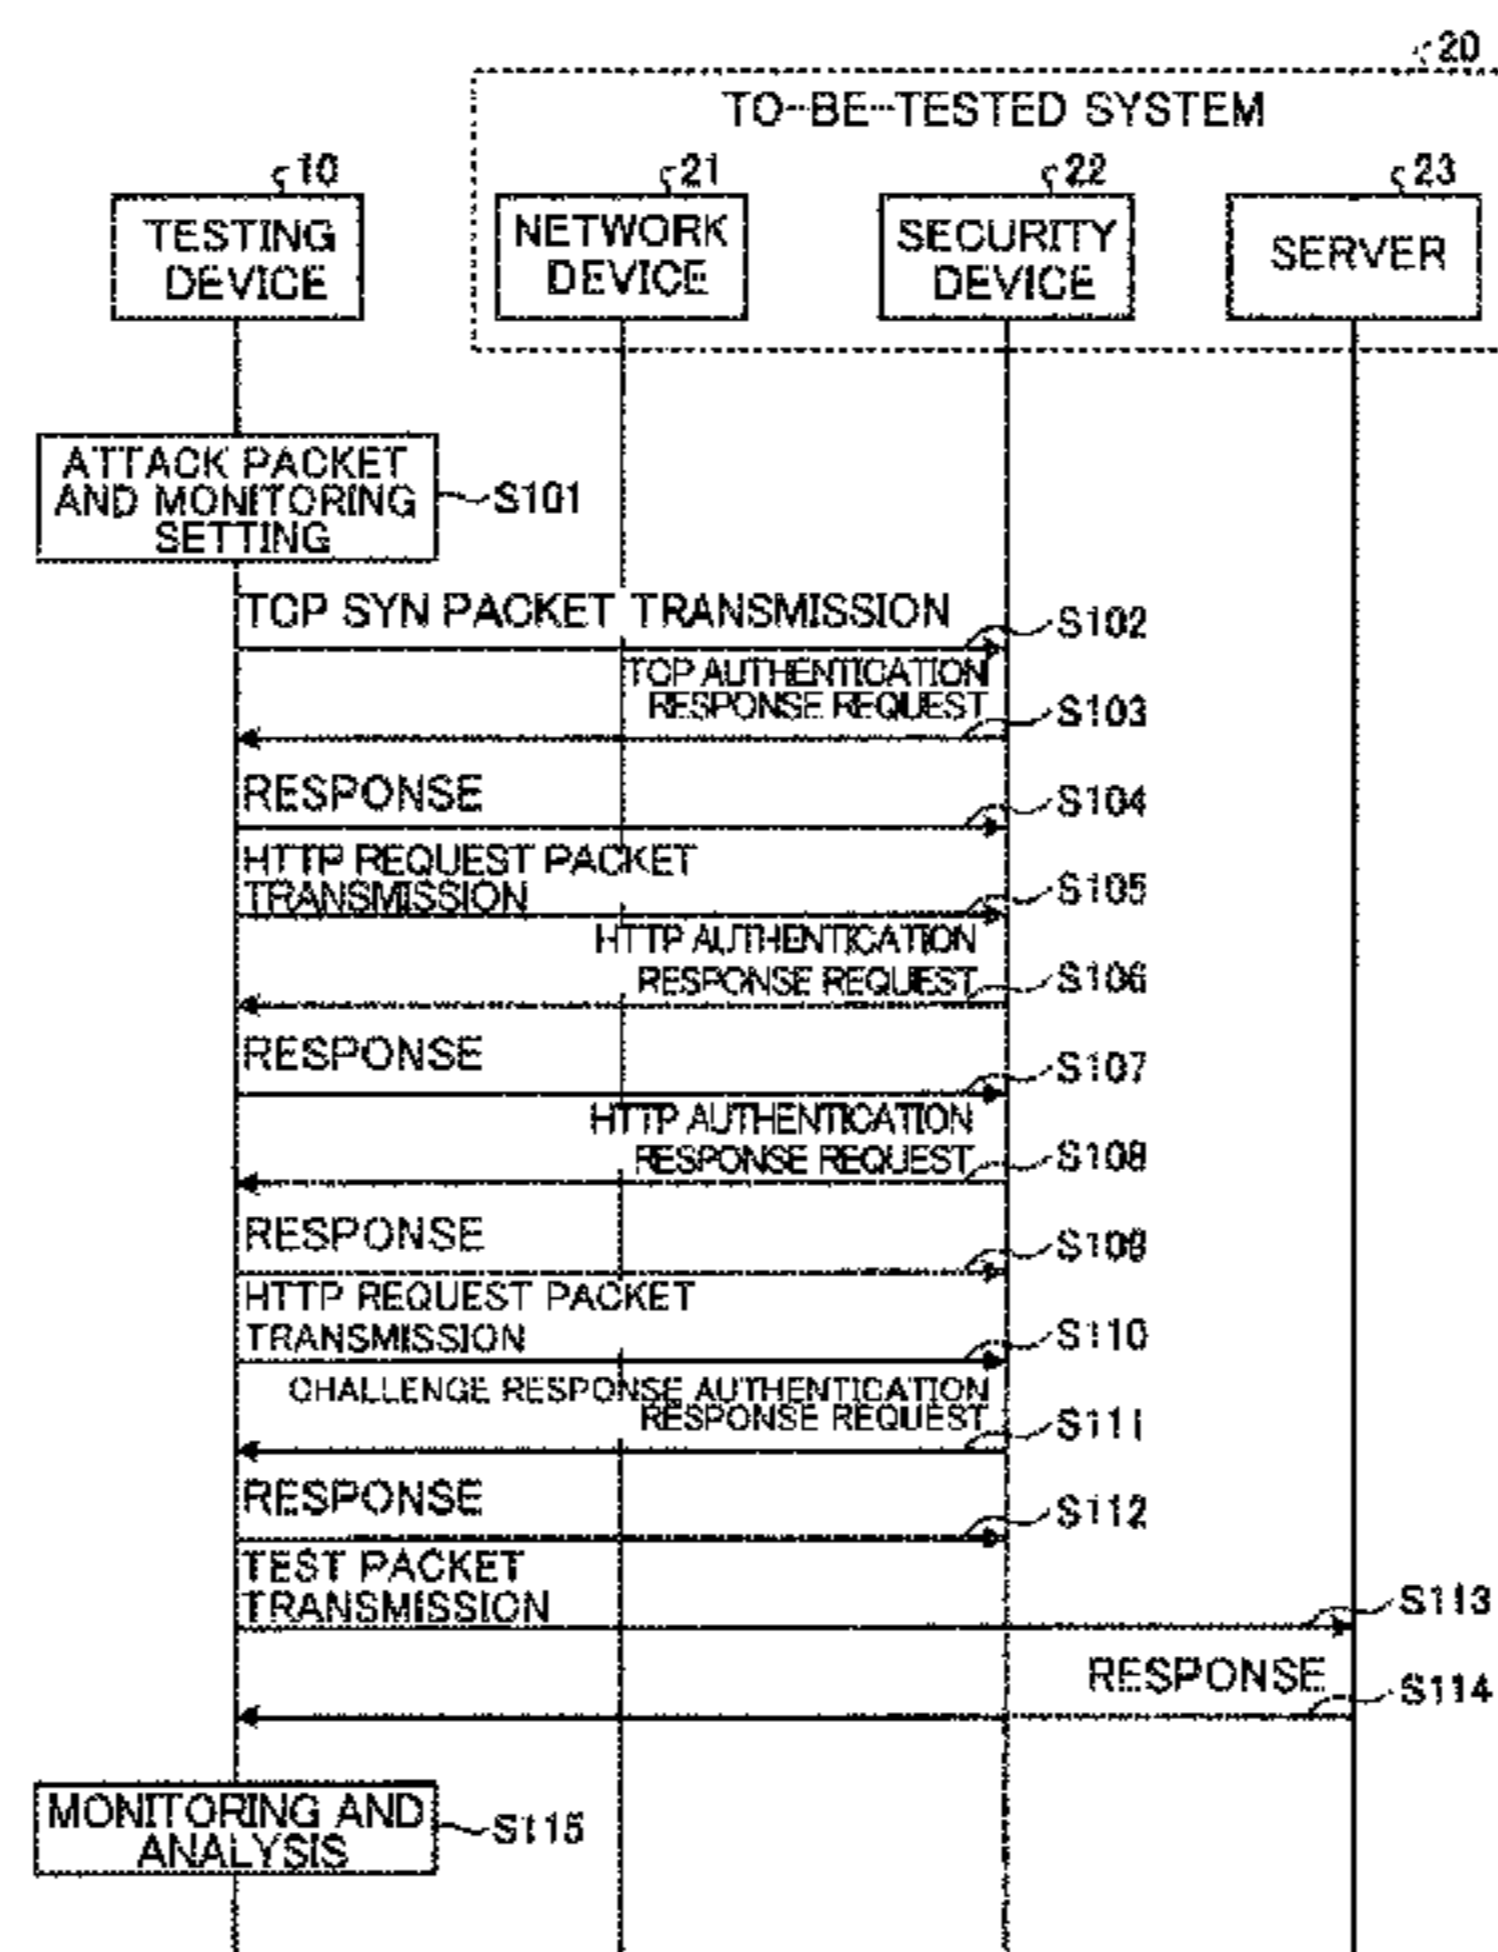 20
TO-BE-TESTED SYSTEM
10
21
22
23
TESTING
DEVICE
NETWORK
DEVICE
SECURITY
DEVICE
SERVER
ATTACK PACKET
AND MONITORING
SETTING
S101
TCP SYN PACKET TRANSMISSION
S102
TCP AUTHENTICATION
RESPONSE REQUEST
S103
RESPONSE
S104
HTTP REQUEST PACKET
TRANSMISSION
S105
HTTP AUTHENTICATION
RESPONSE REQUEST
S106
RESPONSE
S107
HTTP AUTHENTICATION
RESPONSE REQUEST
S108
RESPONSE
S109
HTTP REQUEST PACKET
TRANSMISSION
S110
CHALLENGE RESPONSE AUTHENTICATION
RESPONSE REQUEST
S111
RESPONSE
S112
TEST PACKET
TRANSMISSION
S113
RESPONSE
S114
MONITORING AND
ANALYSIS
S115